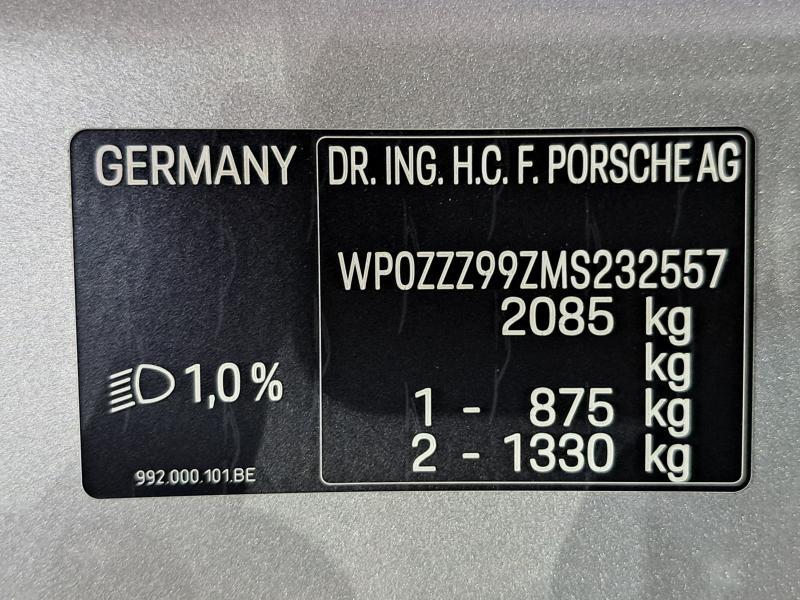 GERMANY
DR. ING. H.C. F. PORSCHE AG
WP0ZZZ99ZMS232557
2085 kg
kg
1,0 %
1 - 875 kg
2 - 1330 kg
992.000.101.BE